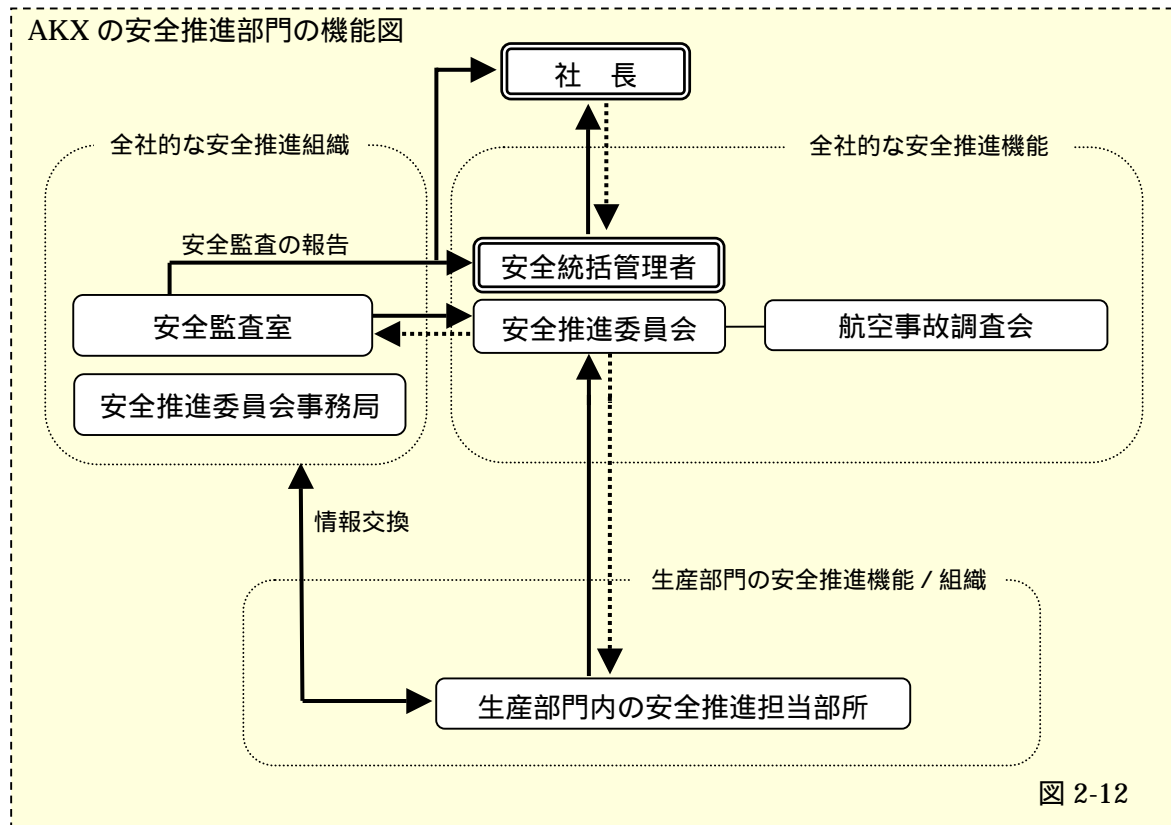 AKX の安全推進部門の機能図
社 長
全社的な安全推進組織
全社的な安全推進機能
安全監査の報告
安全統括管理者
安全監査室
安全推進委員会
航空事故調査会
安全推進委員会事務局
情報交換
生産部門の安全推進機能 / 組織
生産部門内の安全推進担当部所
図 2-12